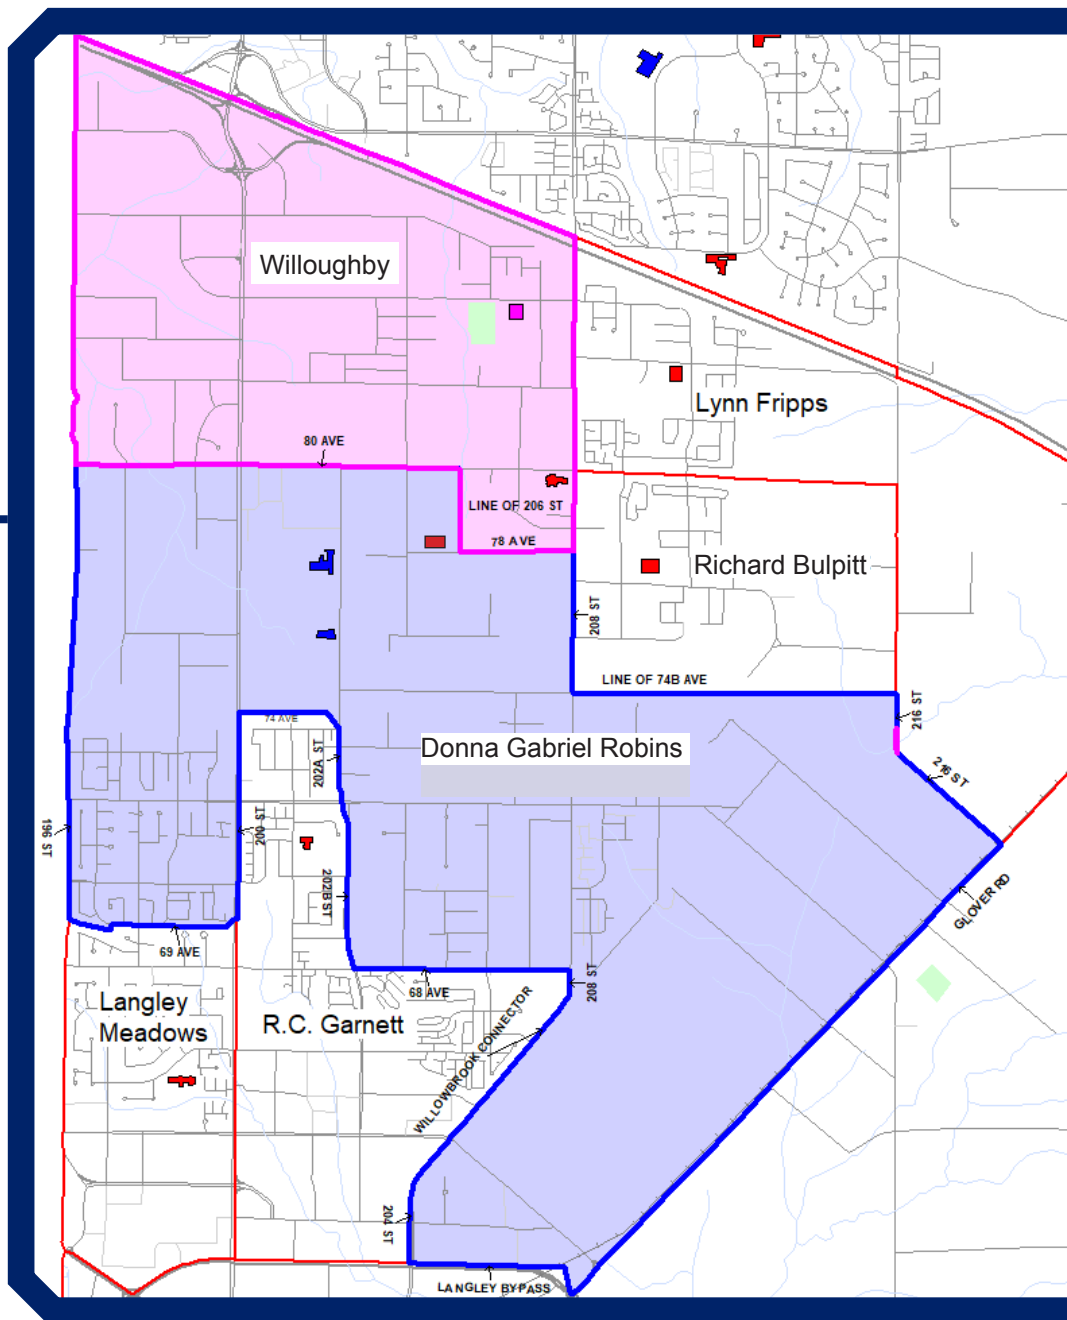 Willoughby
Lynn Fripps
80 AVE
LINE OF 206 ST
78 AVE
Richard Bulpitt
208 ST
LINE OF 74B AVE
216 ST
74 AVE
202A ST
Donna Gabriel Robins
216 ST
196 ST
200 ST
202B ST
GLOVER RD
69 AVE
68 AVE
208 ST
Langley
Meadows
R.C. Garnett
WILLOWBROOK CONNECTOR
204 ST
LANGLEY BYPASS